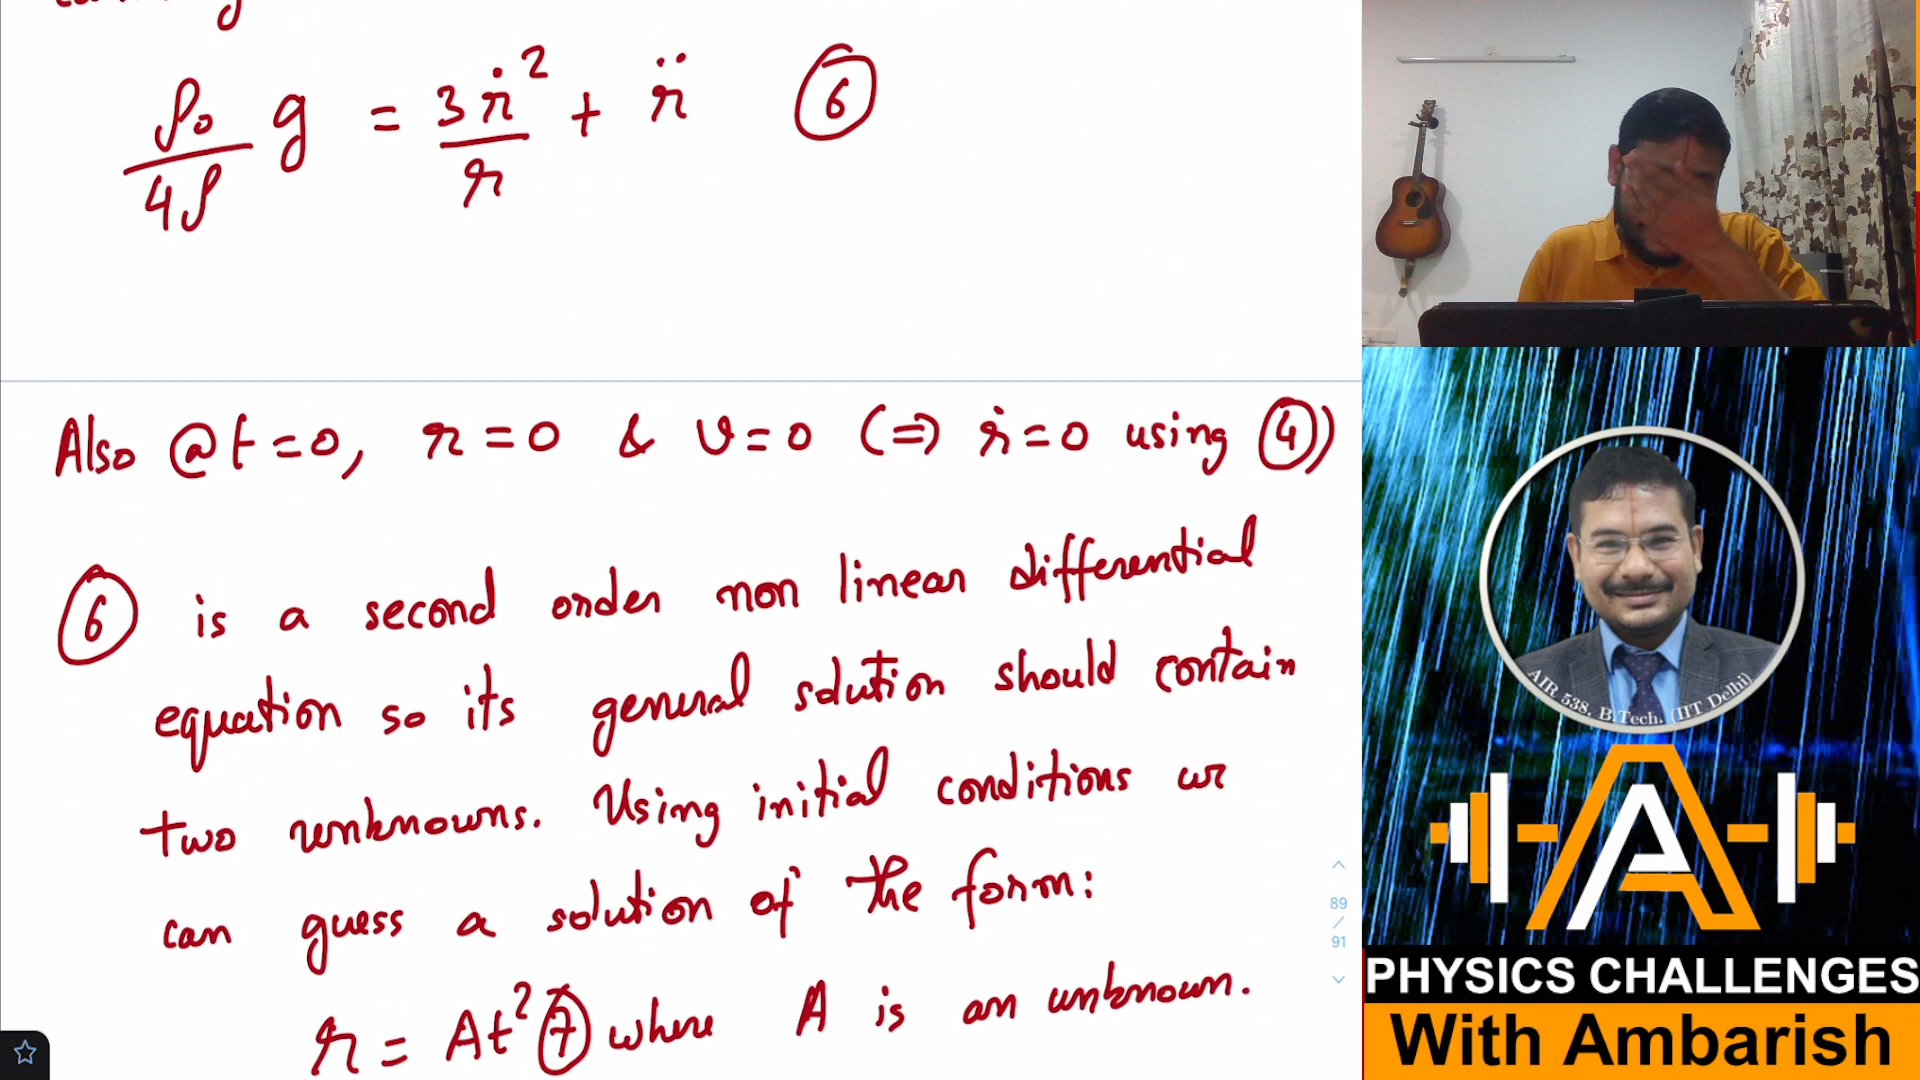 ρ₀/4ρ g = 3ṙ²/r + r̈ ⑥
Also @ t=0, r=0 & v=0 (⇒ ṙ=0 using ④)
⑥ is a second order non linear differential
equation so its general solution should contain
two unknowns. Using initial conditions we
can guess a solution of the form:
r = At² ⑦ where A is an unknown.
89
/
91
AIR 538, B.Tech. (IIT Delhi)
PHYSICS CHALLENGES
With Ambarish